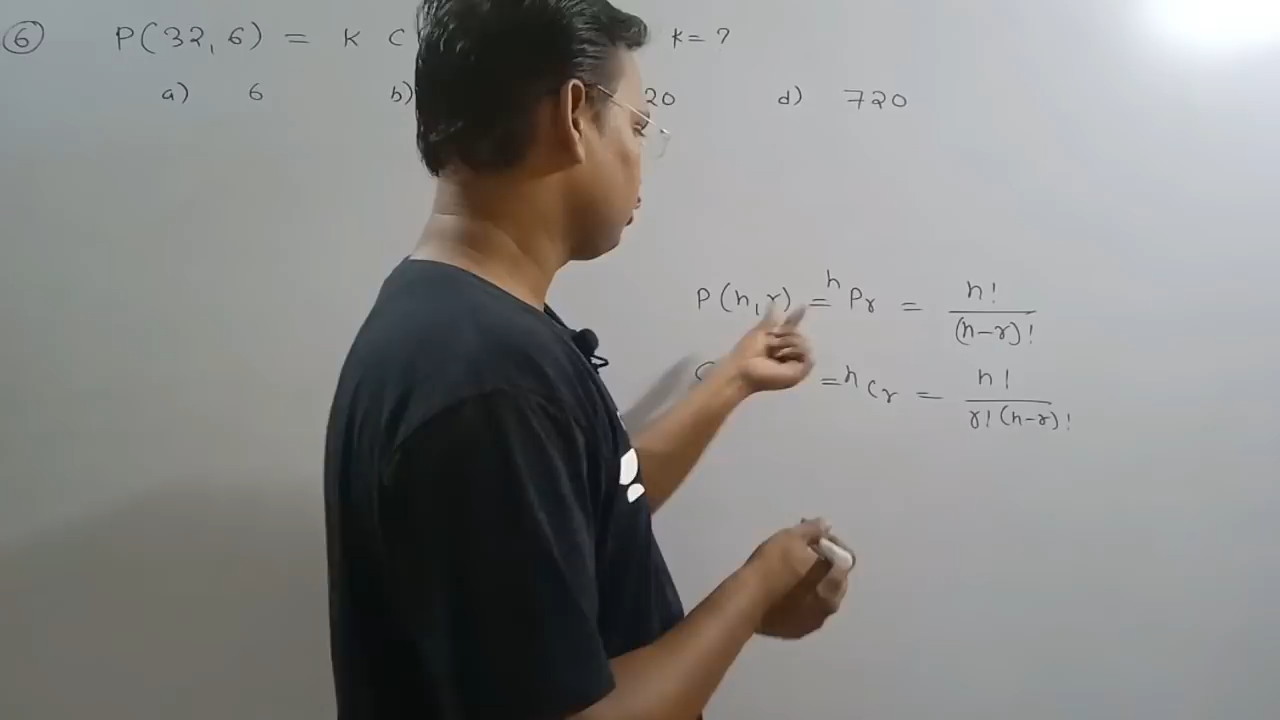 ⑥ P(32,6) = K C K=?
a) 6 b) 20 d) 720
P(n,r) = nPr = n!/(n-r)!
= nCr = n!/r!(n-r)!